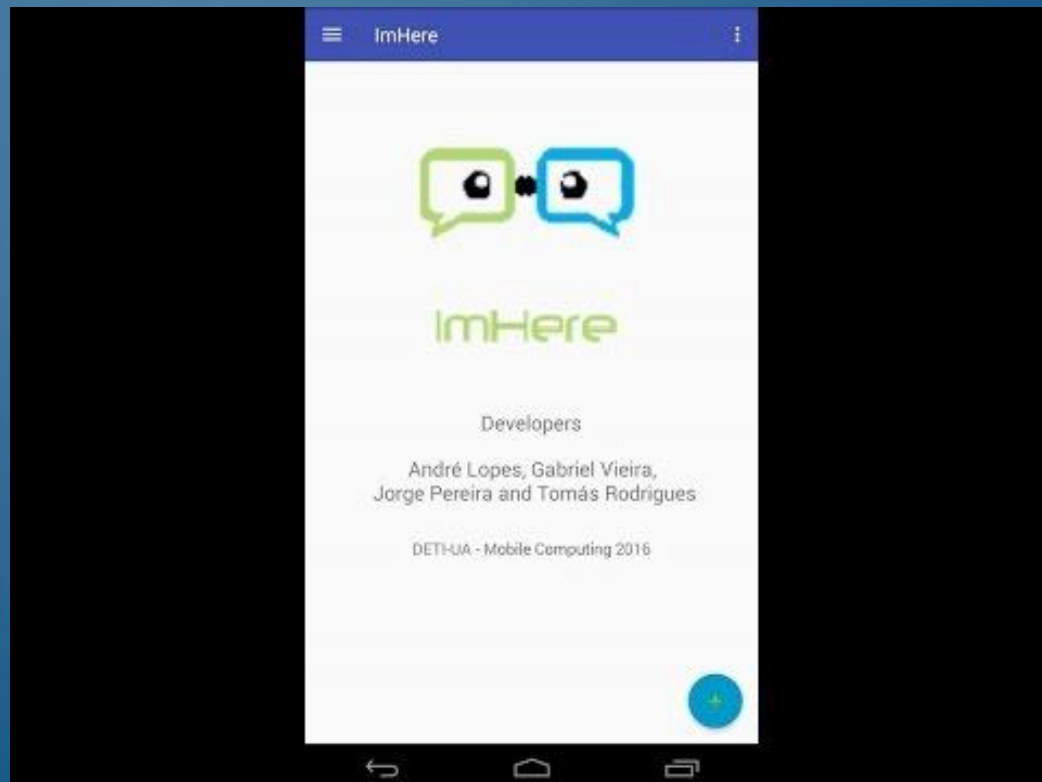 ImHere
ImHere
Developers
André Lopes, Gabriel Vieira,
Jorge Pereira and Tomás Rodrigues
DETI-UA - Mobile Computing 2016